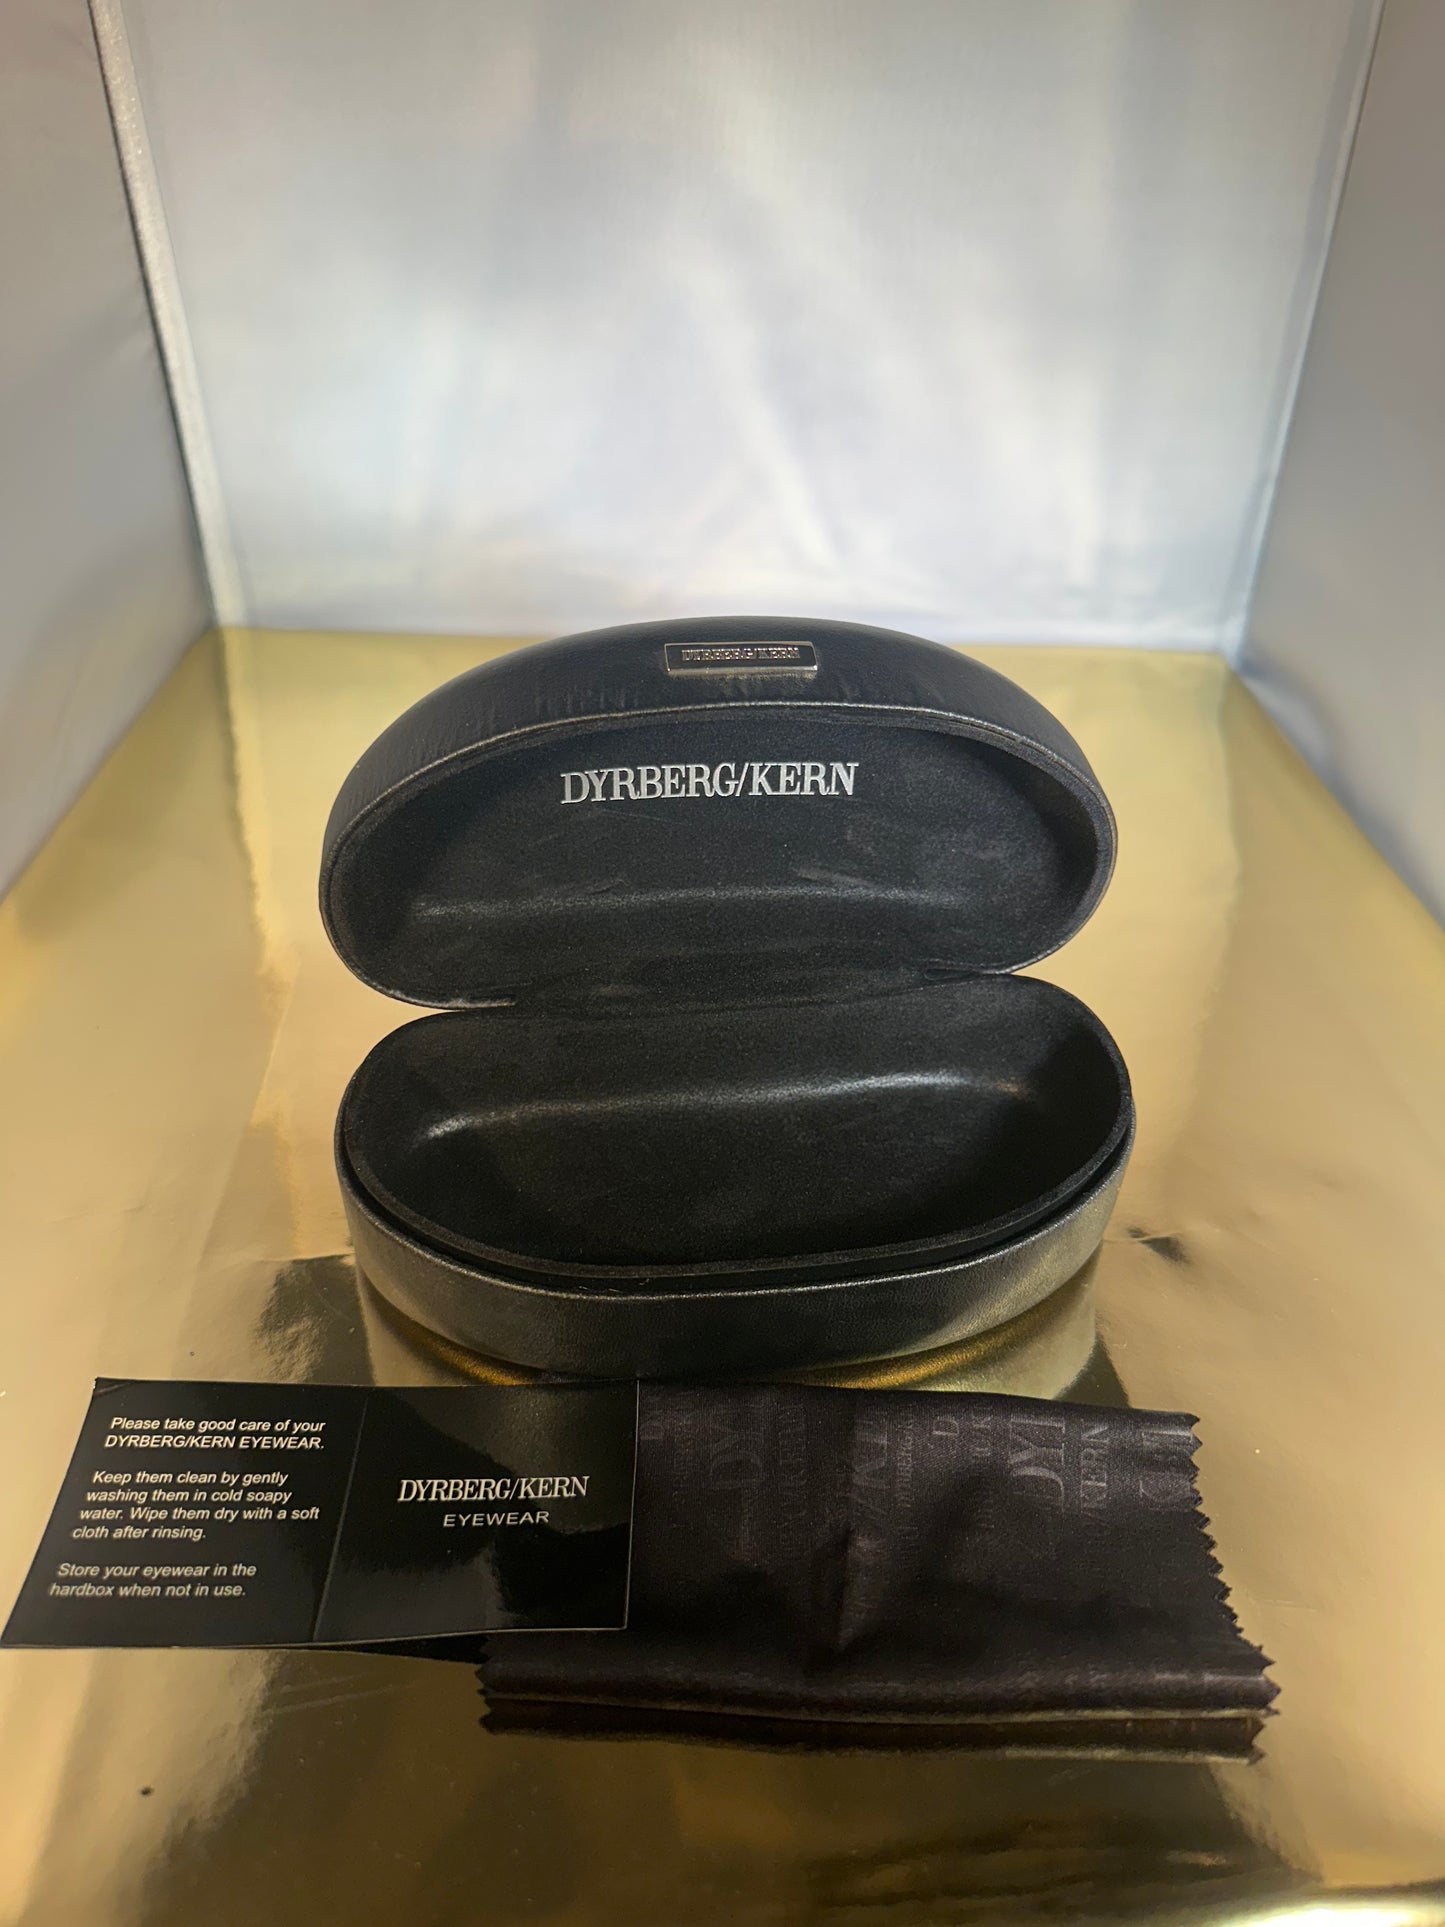 DYRBERG/KERN
DYRBERG/KERN
Please take good care of your
DYRBERG/KERN EYEWEAR.
Keep them clean by gently
washing them in cold soapy
water. Wipe them dry with a soft
cloth after rinsing.
Store your eyewear in the
hardbox when not in use.
DYRBERG/KERN
EYEWEAR